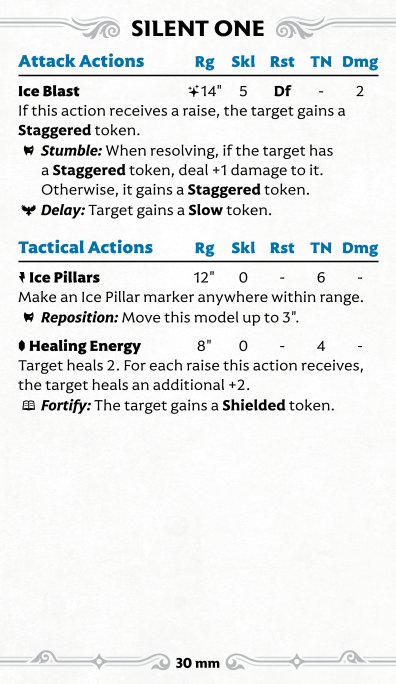 SILENT ONE
Attack Actions Rg Skl Rst TN Dmg
Ice Blast 14" 5 Df - 2
If this action receives a raise, the target gains a
Staggered token.
Stumble: When resolving, if the target has
a Staggered token, deal +1 damage to it.
Otherwise, it gains a Staggered token.
Delay: Target gains a Slow token.
Tactical Actions Rg Skl Rst TN Dmg
Ice Pillars 12" 0 - 6 -
Make an Ice Pillar marker anywhere within range.
Reposition: Move this model up to 3".
Healing Energy 8" 0 - 4 -
Target heals 2. For each raise this action receives,
the target heals an additional +2.
Fortify: The target gains a Shielded token.
30 mm